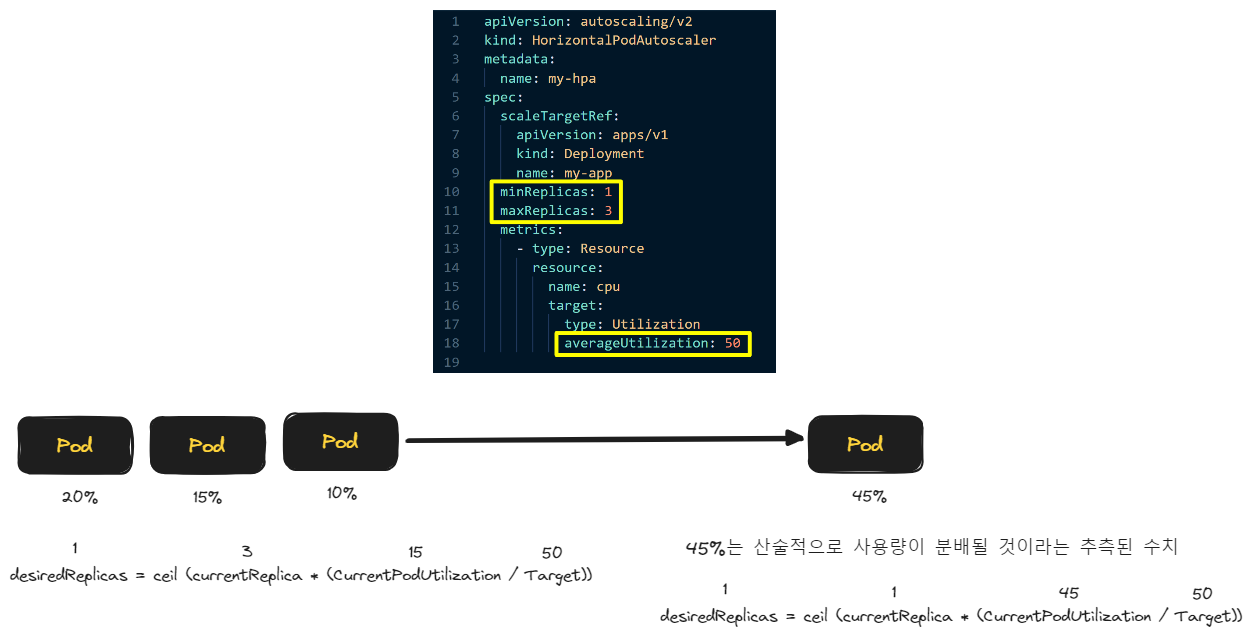 1 apiVersion: autoscaling/v2
2 kind: HorizontalPodAutoscaler
3 metadata:
4 name: my-hpa
5 spec:
6 scaleTargetRef:
7 apiVersion: apps/v1
8 kind: Deployment
9 name: my-app
10 minReplicas: 1
11 maxReplicas: 3
12 metrics:
13 - type: Resource
14 resource:
15 name: cpu
16 target:
17 type: Utilization
18 averageUtilization: 50
19
Pod Pod Pod Pod
20% 15% 10% 45%
1 3 15 50
desiredReplicas = ceil (currentReplica * (CurrentPodUtilization / Target))
45%는 산술적으로 사용량이 분배될 것이라는 추측된 수치
1 1 45 50
desiredReplicas = ceil (currentReplica * (CurrentPodUtilization / Target))